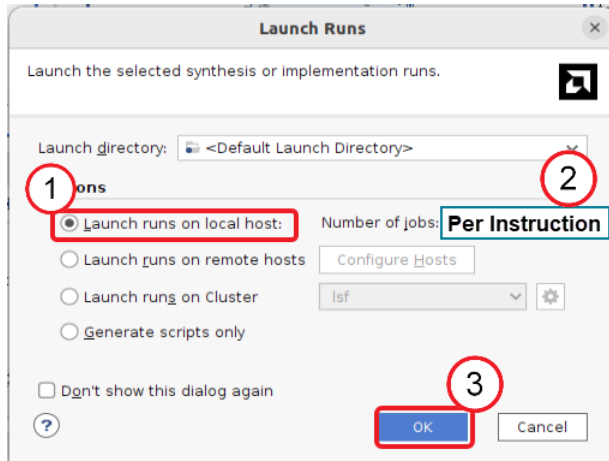 Launch Runs
Launch the selected synthesis or implementation runs.
Launch directory: <Default Launch Directory>
1 ons 2
Launch runs on local host: Number of jobs: Per Instruction
Launch runs on remote hosts Configure Hosts
Launch runs on Cluster lsf
Generate scripts only
Don't show this dialog again 3
? OK Cancel